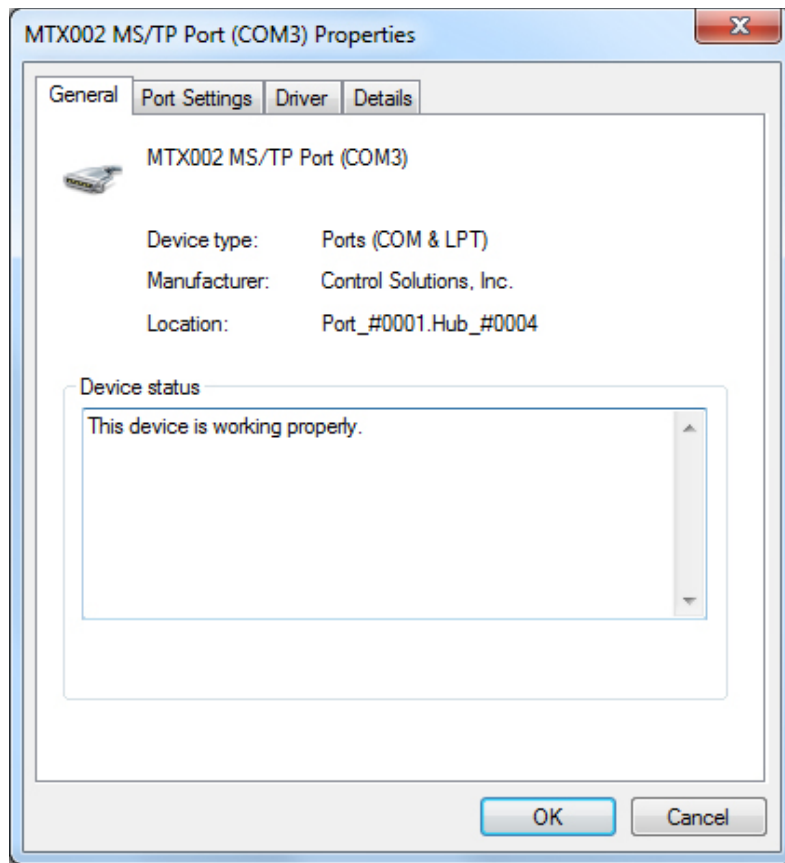 MTX002 MS/TP Port (COM3) Properties
General Port Settings Driver Details
MTX002 MS/TP Port (COM3)
Device type: Ports (COM & LPT)
Manufacturer: Control Solutions, Inc.
Location: Port_#0001.Hub_#0004
Device status
This device is working properly.
OK Cancel